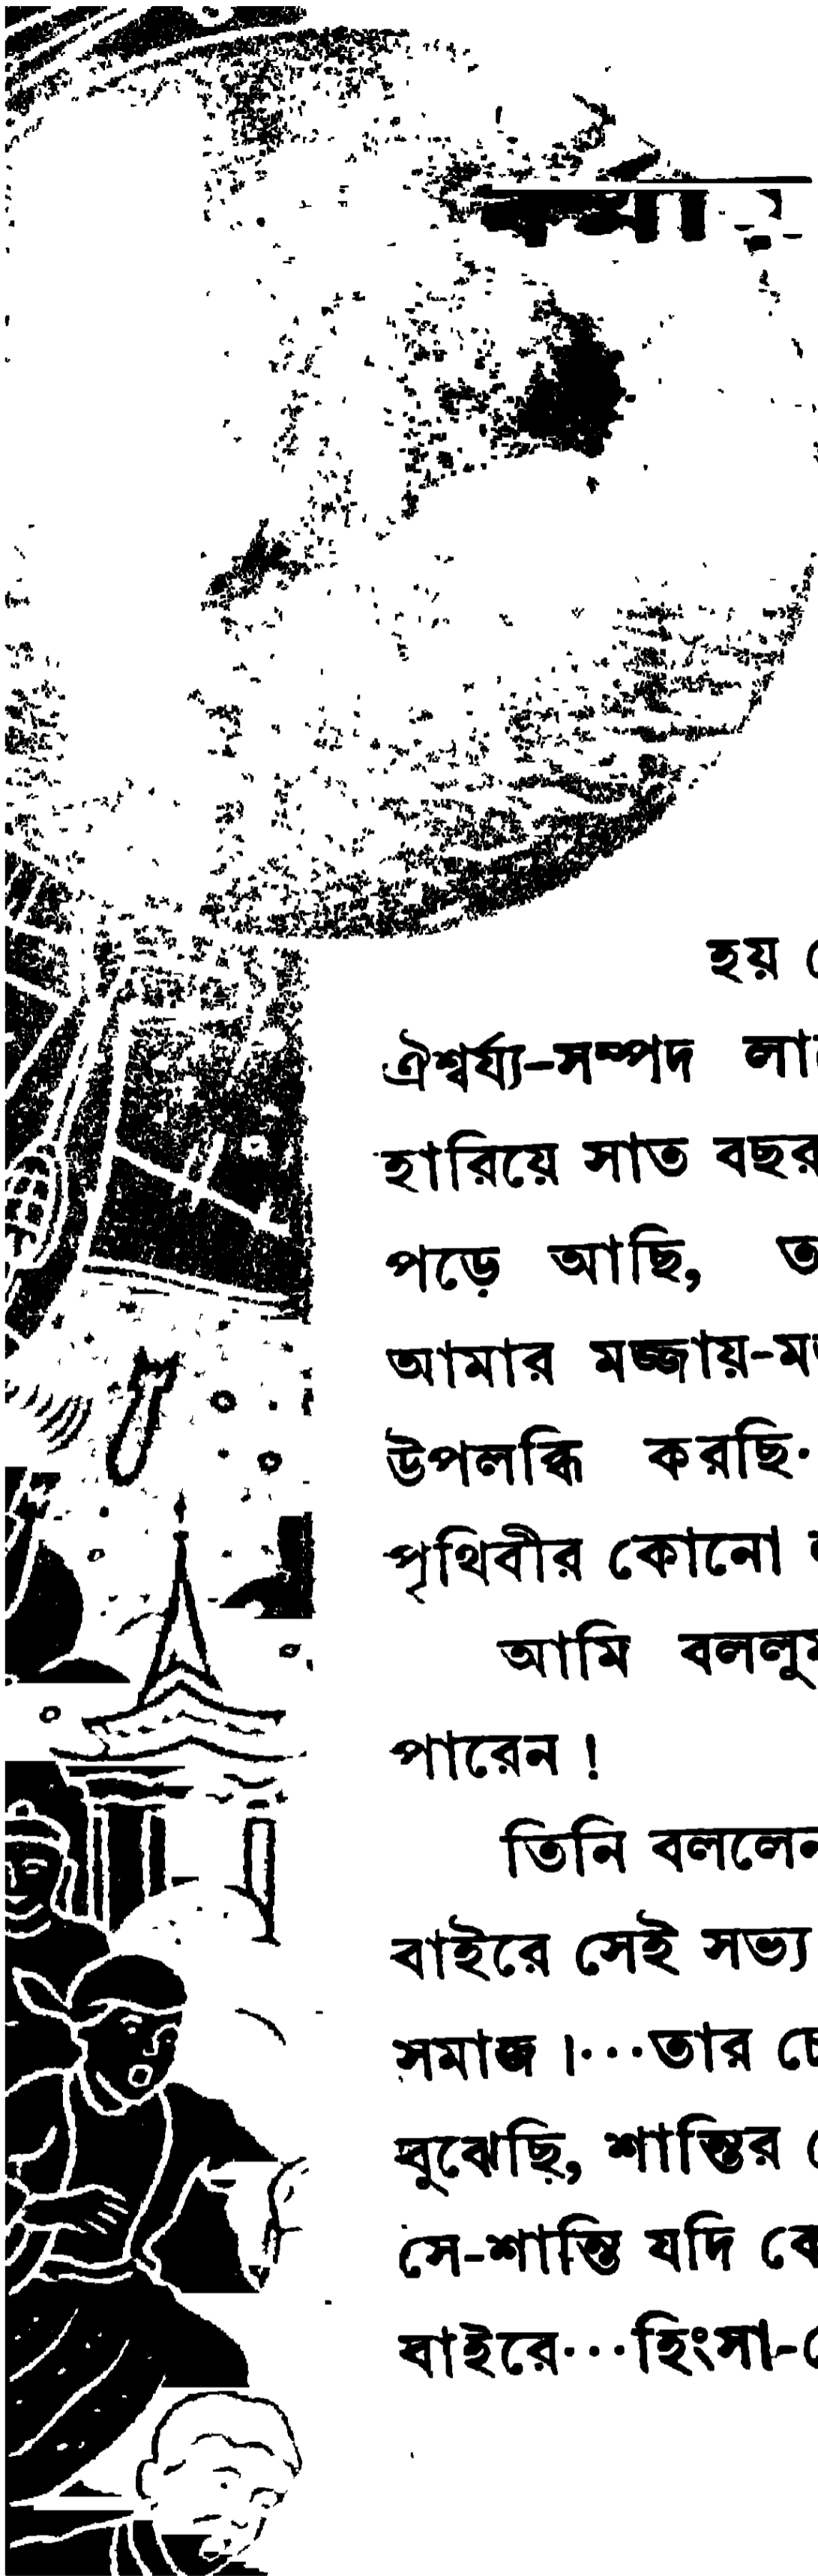 বর্মা
হয়
ঐশ্বর্য্য-সম্পদ
হারিয়ে সাত বছর
পড়ে আছি,
আমার মজ্জায়-
উপলব্ধি করছি·
পৃথিবীর কোনো
আমি
পারেন !
তিনি বললেন
বাইরে সেই সভ্য
সমাজ।···তার
বুঝেছি, শান্তির
সে-শান্তি যদি
বাইরে···হিংসা-